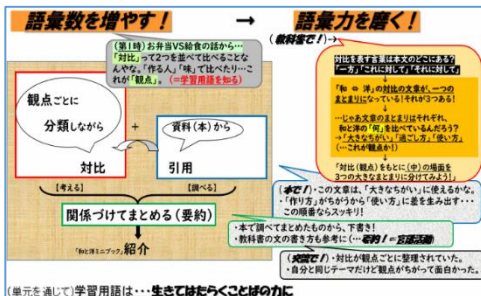 語彙数を増やす！ → 語彙力を磨く！
(第1時) お弁当VS給食の話から…
「対比」って2つを並べて比べることな
んやな。「作る人」「味」で比べたり…こ
れが「観点」。(＝学習用語を知る)
(教科書で！)→
対比を表す言葉は本文のどこにある？
「一方」「これに対して」「それに対して」
「和 ⇔ 洋」の対比の文章が、一つの
まとまりになっている！それが3つある！
…じゃあ文章のまとまりはそれぞれ、
和と洋の「何」を比べているんだろう？
→「大きなちがい」「過ごし方」「使い方」
(…これが観点か！)
「対比(観点)をもとに(中)の場面を
3つの大きなまとまりに分けてみよう！」
観点ごとに
分類しながら
対比
＋
資料(本)から
引用
【考える】
【調べる】
関係づけてまとめる(要約)
「和と洋ミニブック」紹介
(本で！)・この文章は、「大きなちがい」に使えるかな。
・「作り方」がちがうから「使い方」に差を生み出す…
この順番ならスッキリ！
・本で調べてまとめたものから、下書き！
・教科書の文の書き方も参考に(…要約！＝言語活動)
(交流で！)・対比が観点ごとに整理されていた。
・自分と同じテーマだけど観点がちがって面白かった。
(単元を通じて)学習用語は…生きてはたらくことばの力に